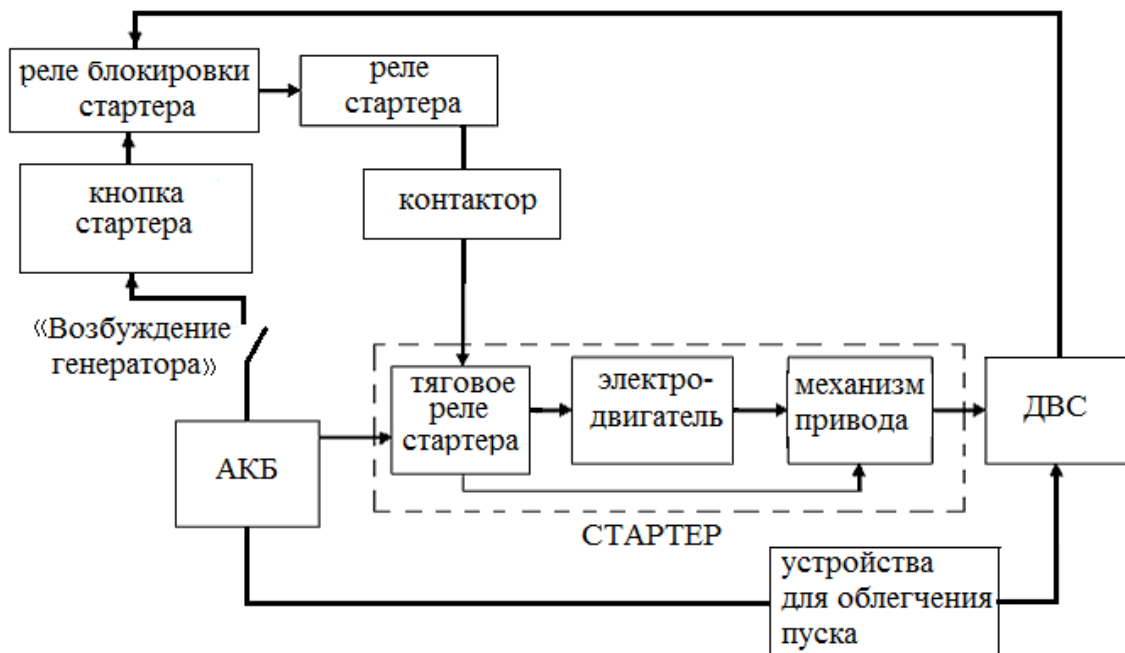 реле блокировки
стартера
реле
стартера
кнопка
стартера
контактор
«Возбуждение
генератора»
тяговое
реле
стартера
электро-
двигатель
механизм
привода
ДВС
АКБ
СТАРТЕР
устройства
для облегчения
пуска